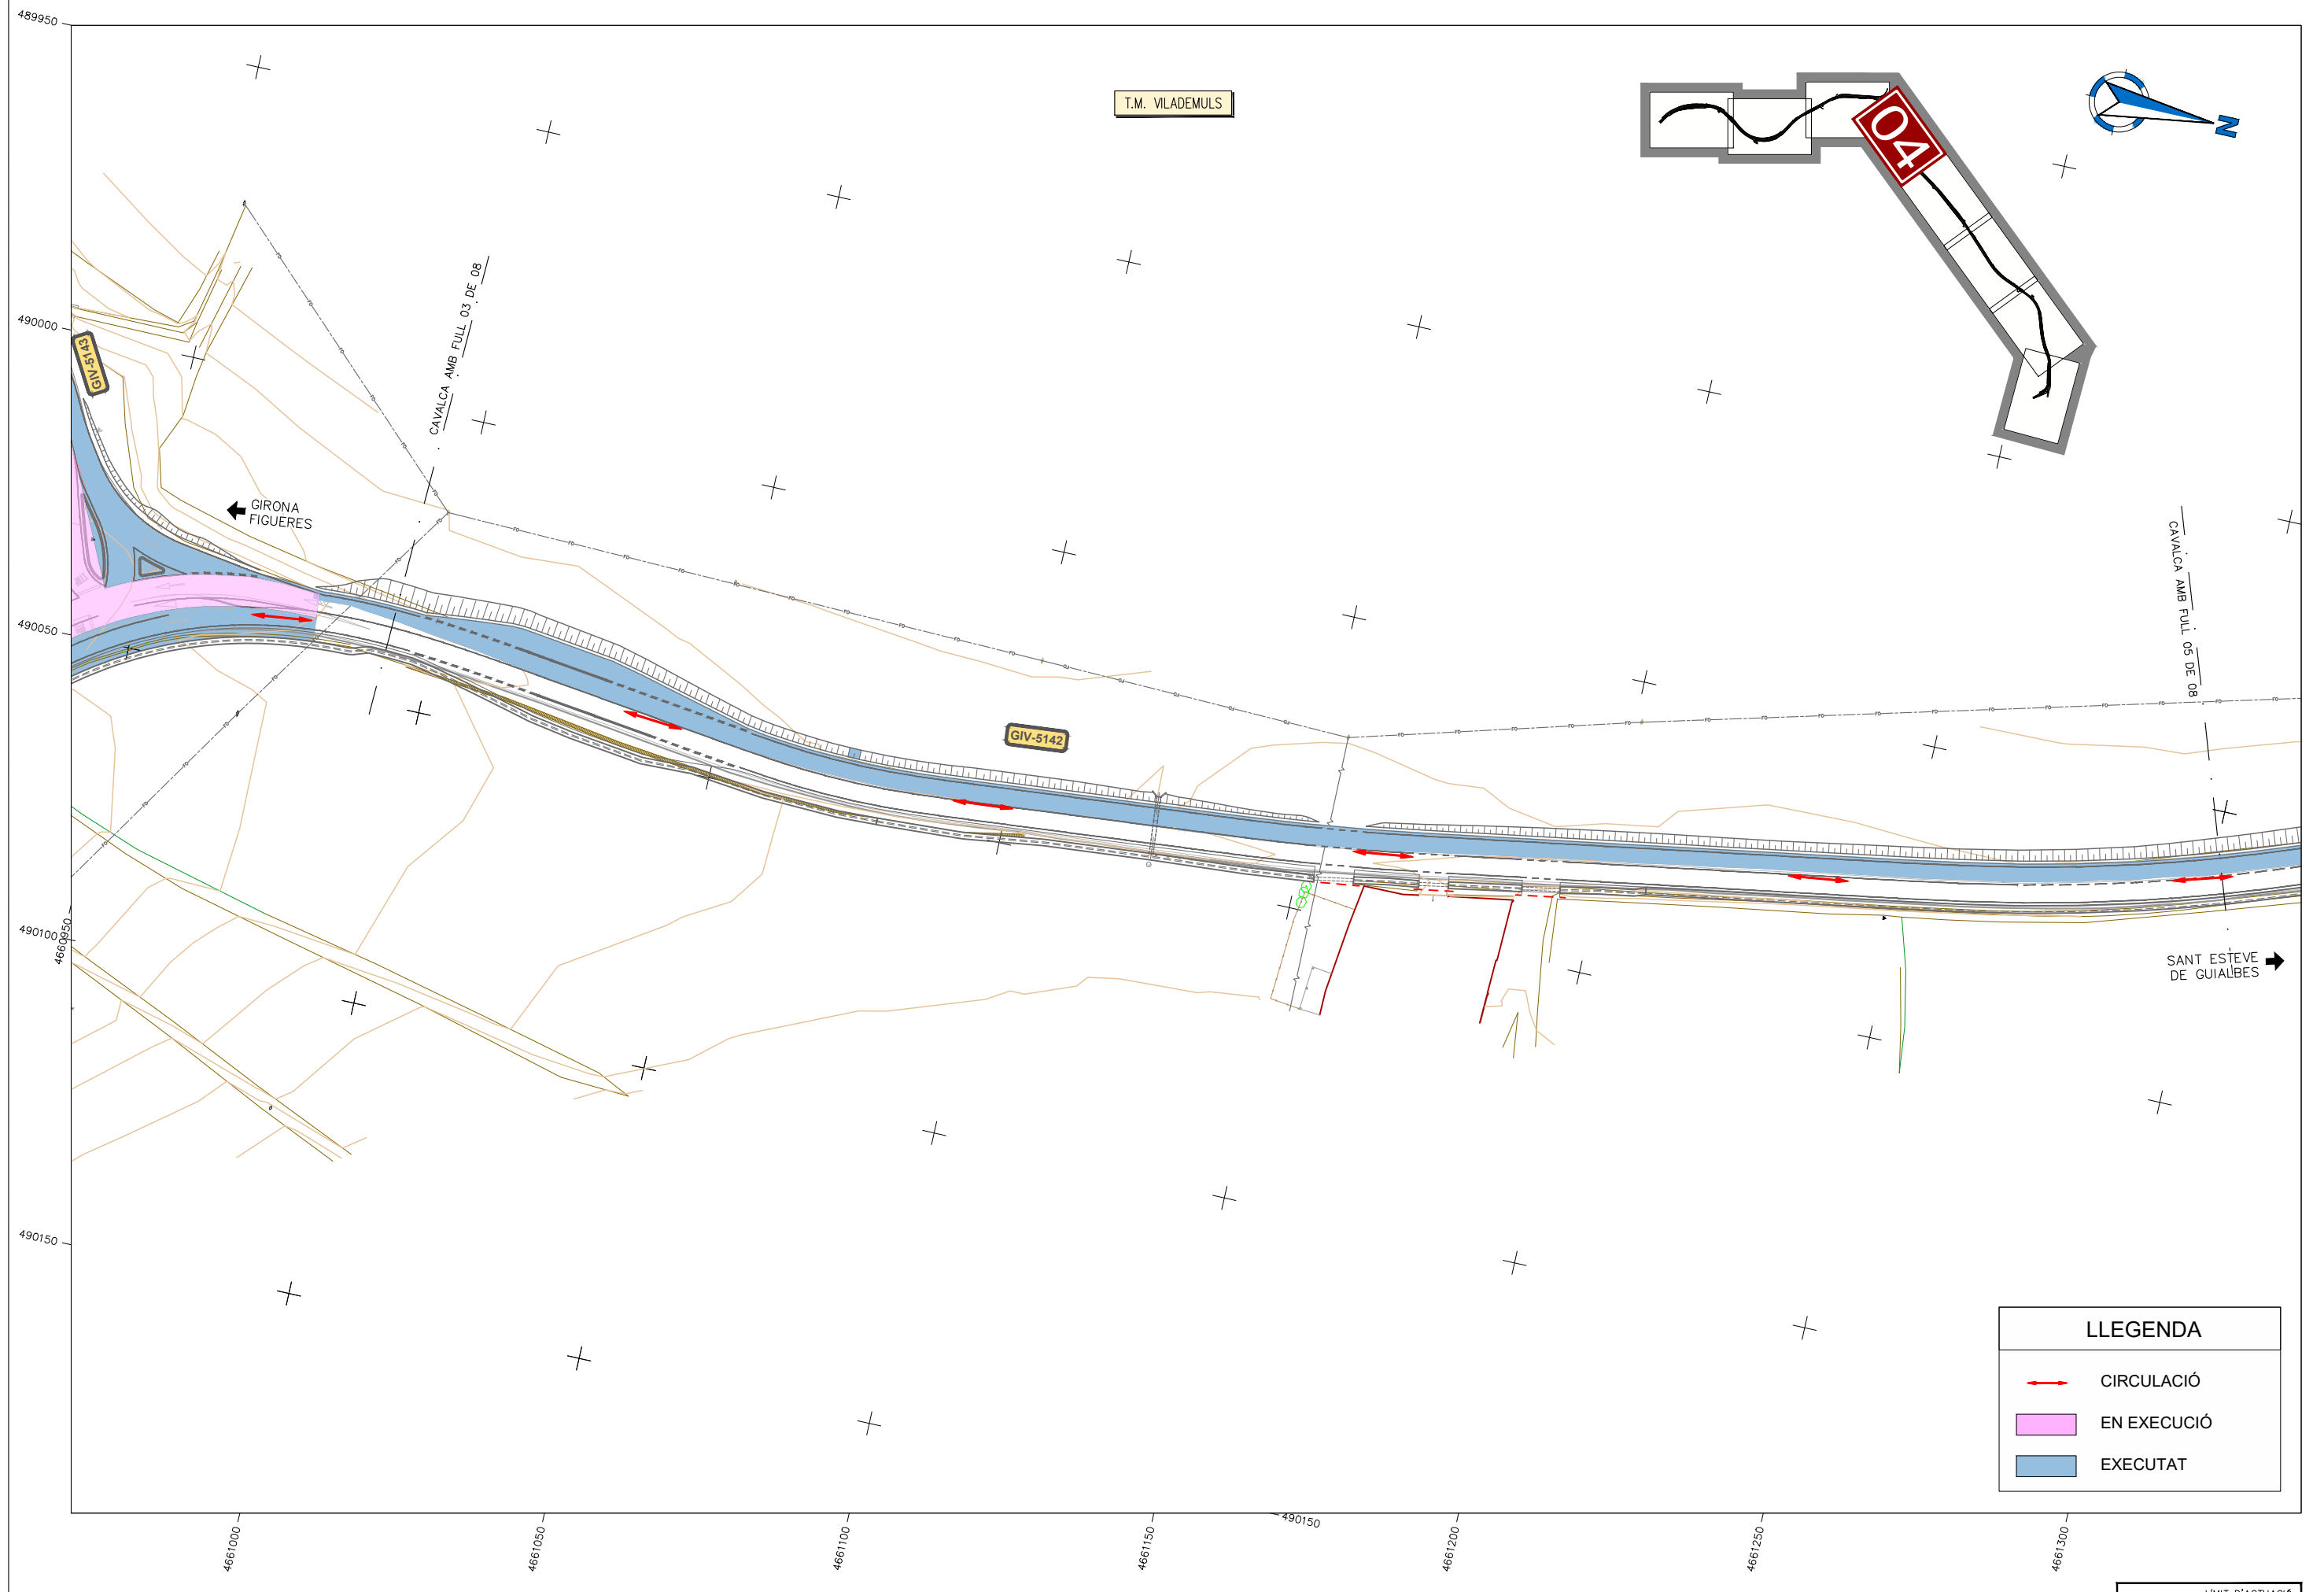 489950
T.M. VILADEMULS
04
N
490000
GIV-5143
CAVALCA AMB FULL 03 DE 08
GIRONA
FIGUERES
CAVALCA AMB FULL 05 DE 08
490050
GIV-5142
490100
4660950
SANT ESTEVE
DE GUIALBES
490150
LLEGENDA
CIRCULACIÓ
EN EXECUCIÓ
EXECUTAT
4661000
4661050
4661100
4661150
490150
4661200
4661250
4661300
LÍMIT D'ACTUACIÓ